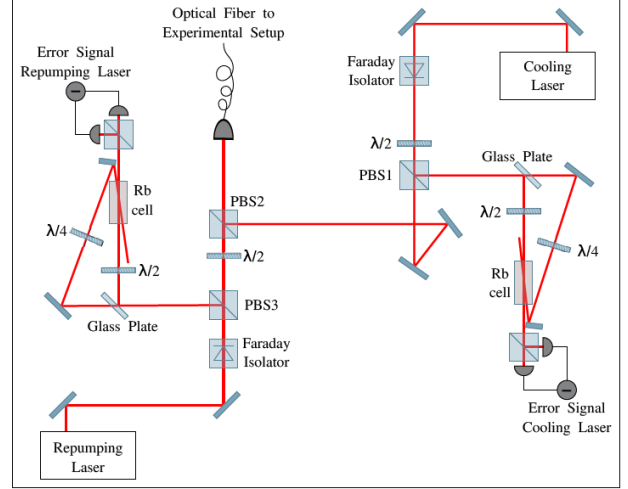 Optical Fiber to
Experimental Setup
Error Signal
Repumping Laser
Faraday
Isolator
Cooling
Laser
λ/2
PBS1
Glass Plate
Rb
cell
PBS2
λ/2
λ/4
λ/4
λ/2
λ/2
Rb
cell
PBS3
Glass Plate
Faraday
Isolator
Error Signal
Cooling Laser
Repumping
Laser